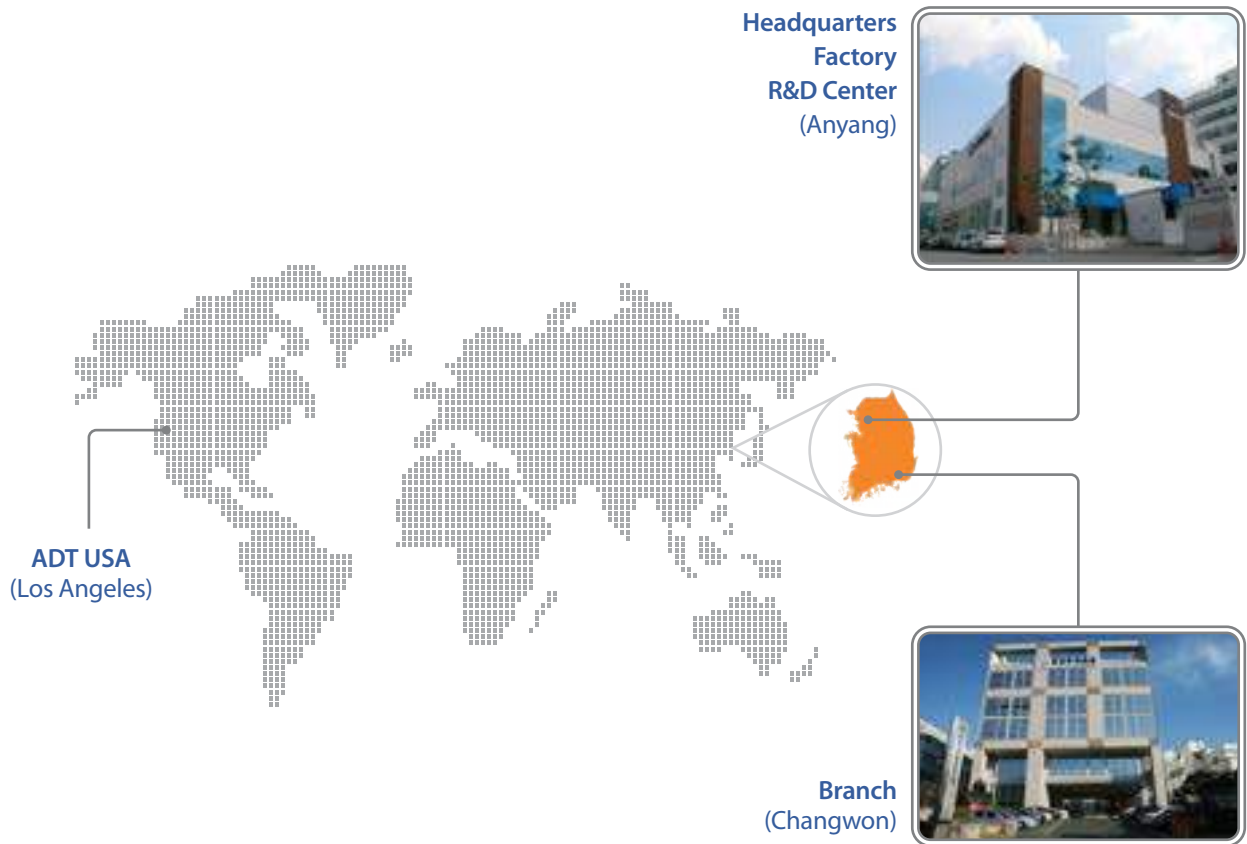 Headquarters
Factory
R&D Center
(Anyang)
ADT USA
(Los Angeles)
Branch
(Changwon)